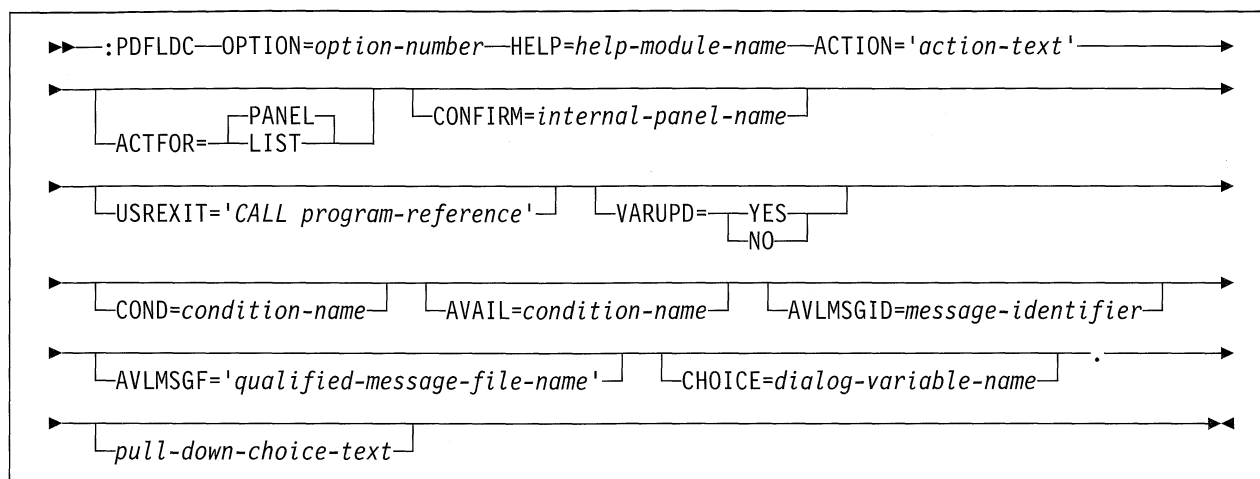 :PDFLDC OPTION=option-number HELP=help-module-name ACTION='action-text'
PANEL CONFIRM=internal-panel-name
ACTFOR= LIST
USREXIT='CALL program-reference' VARUPD= YES
NO
COND=condition-name AVAIL=condition-name AVLMSGID=message-identifier
.
AVLMSGF='qualified-message-file-name' CHOICE=dialog-variable-name
pull-down-choice-text